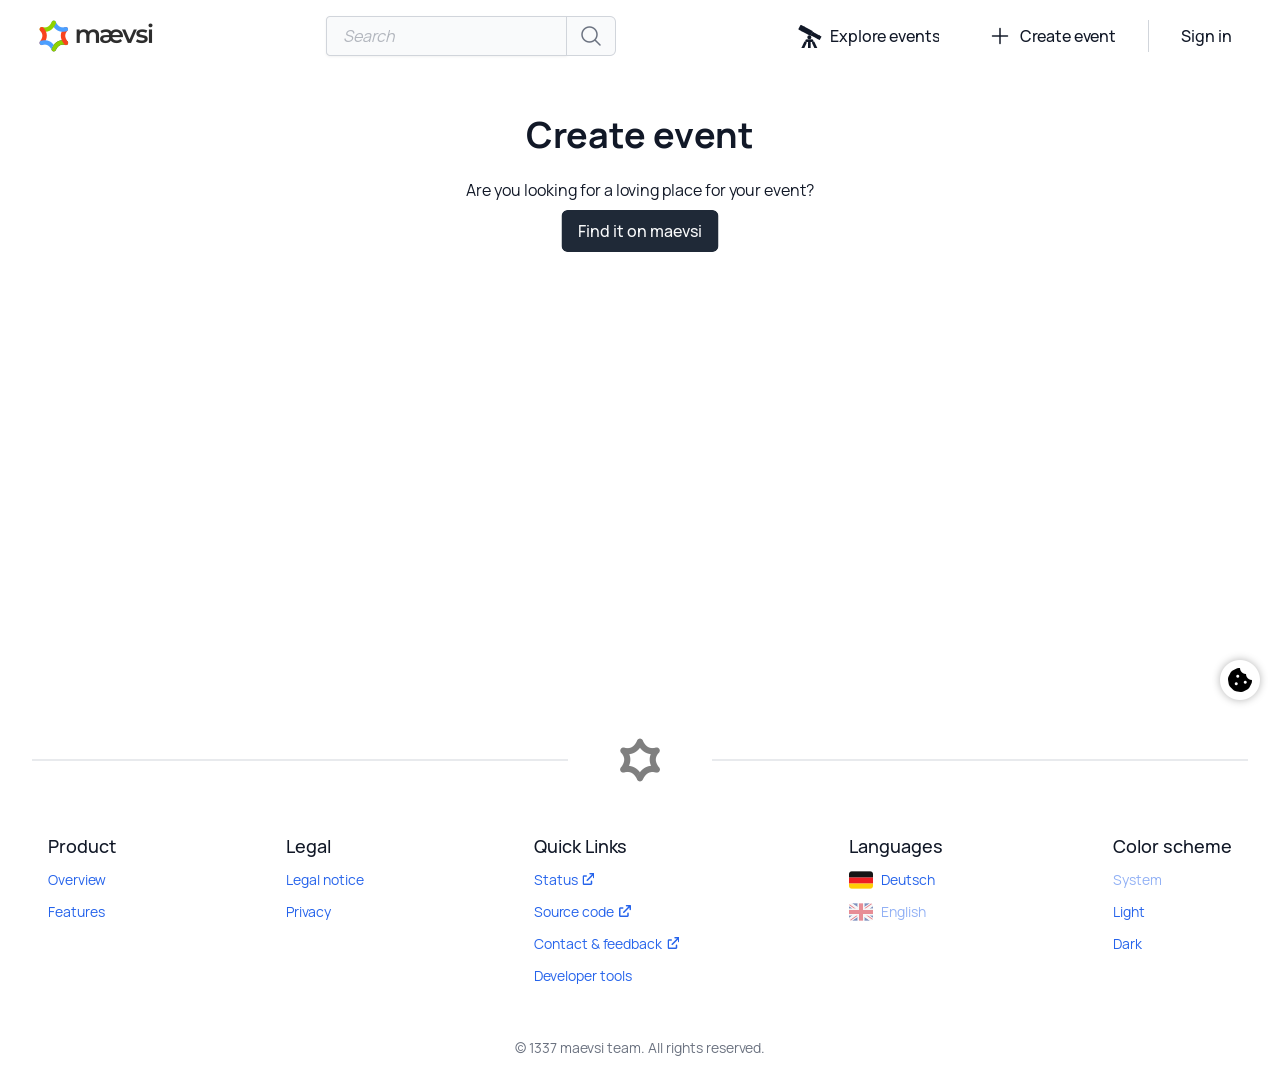 mævsi
Search
Explore events
Create event
Sign in
Create event
Are you looking for a loving place for your event?
Find it on maevsi
Product
Overview
Features
Legal
Legal notice
Privacy
Quick Links
Status
Source code
Contact & feedback
Developer tools
Languages
Deutsch
English
Color scheme
System
Light
Dark
© 1337 maevsi team. All rights reserved.